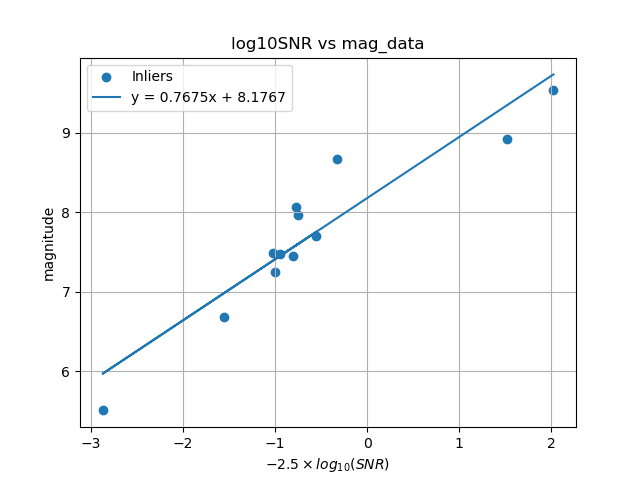 log10SNR vs mag_data
Inliers
y = 0.7675x + 8.1767
magnitude
9
8
7
6
−3 −2 −1 0 1 2
−2.5 × log₁₀(SNR)